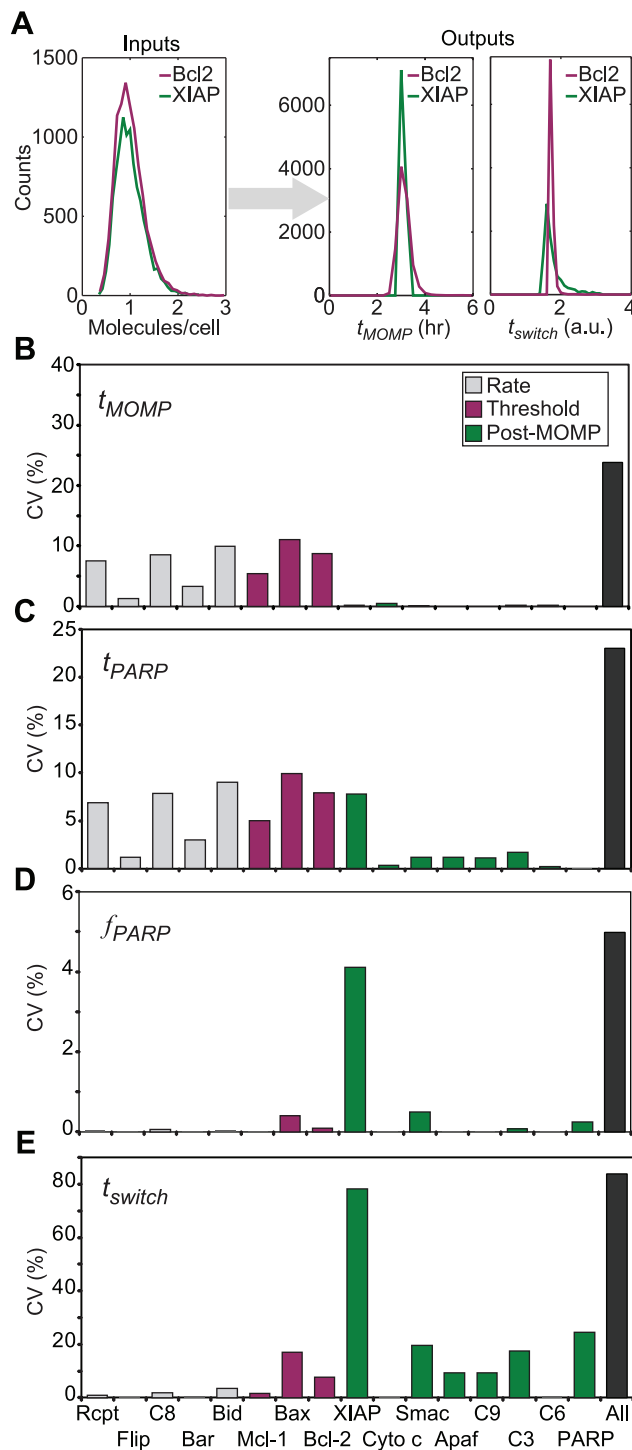 A
Inputs
Outputs
Bcl2
XIAP
Bcl2
XIAP
Bcl2
XIAP
Counts
1500
1000
500
0
6000
4000
2000
0
0 1 2 3
0 2 4 6
0 2 4
Molecules/cell
tMOMP (hr)
tswitch (a.u.)
B
tMOMP
Rate
Threshold
Post-MOMP
CV (%)
40
30
20
10
0
C
tPARP
CV (%)
25
20
15
10
5
0
D
fPARP
CV (%)
6
4
2
0
E
tswitch
CV (%)
80
60
40
20
0
Rcpt C8 Bid Bax XIAP Smac C9 C6 All
Flip Bar Mcl-1 Bcl-2 Cyto c Apaf C3 PARP